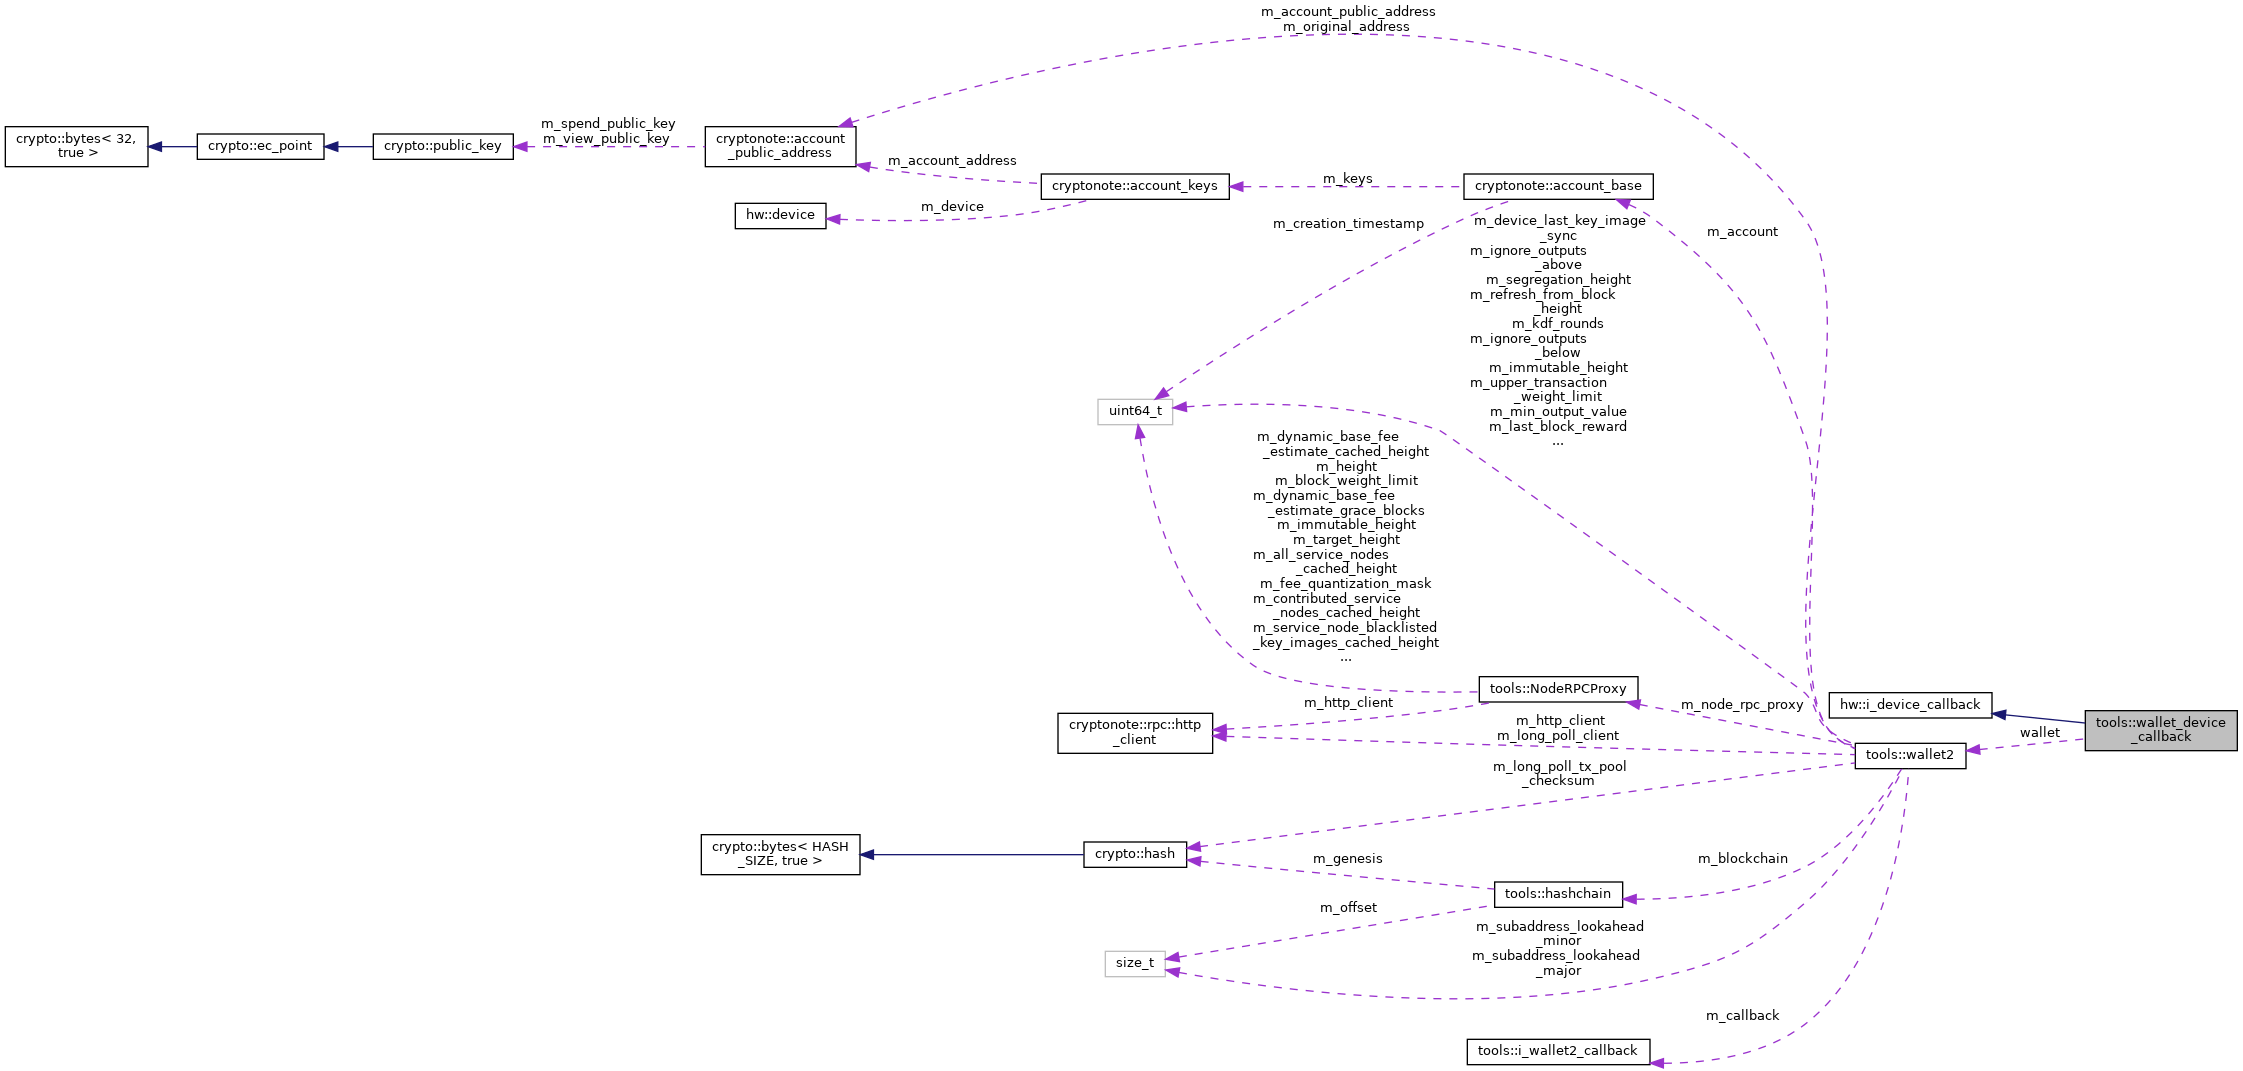 m_account_public_address
m_original_address
crypto::bytes< 32,
true >
crypto::ec_point
crypto::public_key
m_spend_public_key
m_view_public_key
cryptonote::account
_public_address
m_account_address
cryptonote::account_keys
m_keys
cryptonote::account_base
hw::device
m_device
m_creation_timestamp
m_account
m_device_last_key_image
_sync
m_ignore_outputs
_above
m_segregation_height
m_refresh_from_block
_height
m_kdf_rounds
m_ignore_outputs
_below
m_immutable_height
m_upper_transaction
_weight_limit
m_min_output_value
m_last_block_reward
...
uint64_t
m_dynamic_base_fee
_estimate_cached_height
m_height
m_block_weight_limit
m_dynamic_base_fee
_estimate_grace_blocks
m_immutable_height
m_target_height
m_all_service_nodes
_cached_height
m_fee_quantization_mask
m_contributed_service
_nodes_cached_height
m_service_node_blacklisted
_key_images_cached_height
...
tools::NodeRPCProxy
m_http_client
m_node_rpc_proxy
hw::i_device_callback
tools::wallet_device
_callback
wallet
cryptonote::rpc::http
_client
m_http_client
m_long_poll_client
tools::wallet2
m_long_poll_tx_pool
_checksum
crypto::bytes< HASH
_SIZE, true >
crypto::hash
m_genesis
m_blockchain
tools::hashchain
m_offset
m_subaddress_lookahead
_minor
m_subaddress_lookahead
_major
size_t
m_callback
tools::i_wallet2_callback